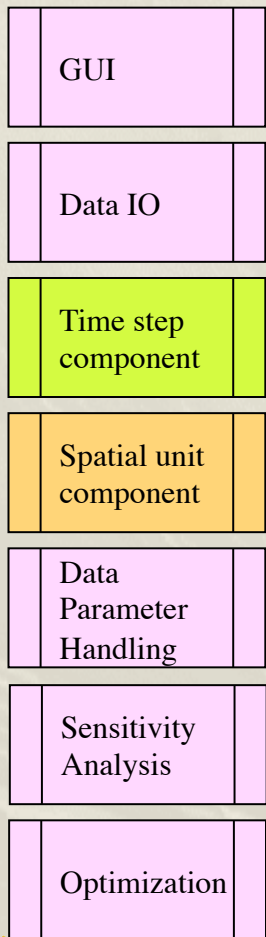 GUI
Data IO
Time step
component
Spatial unit
component
Data
Parameter
Handling
Sensitivity
Analysis
Optimization